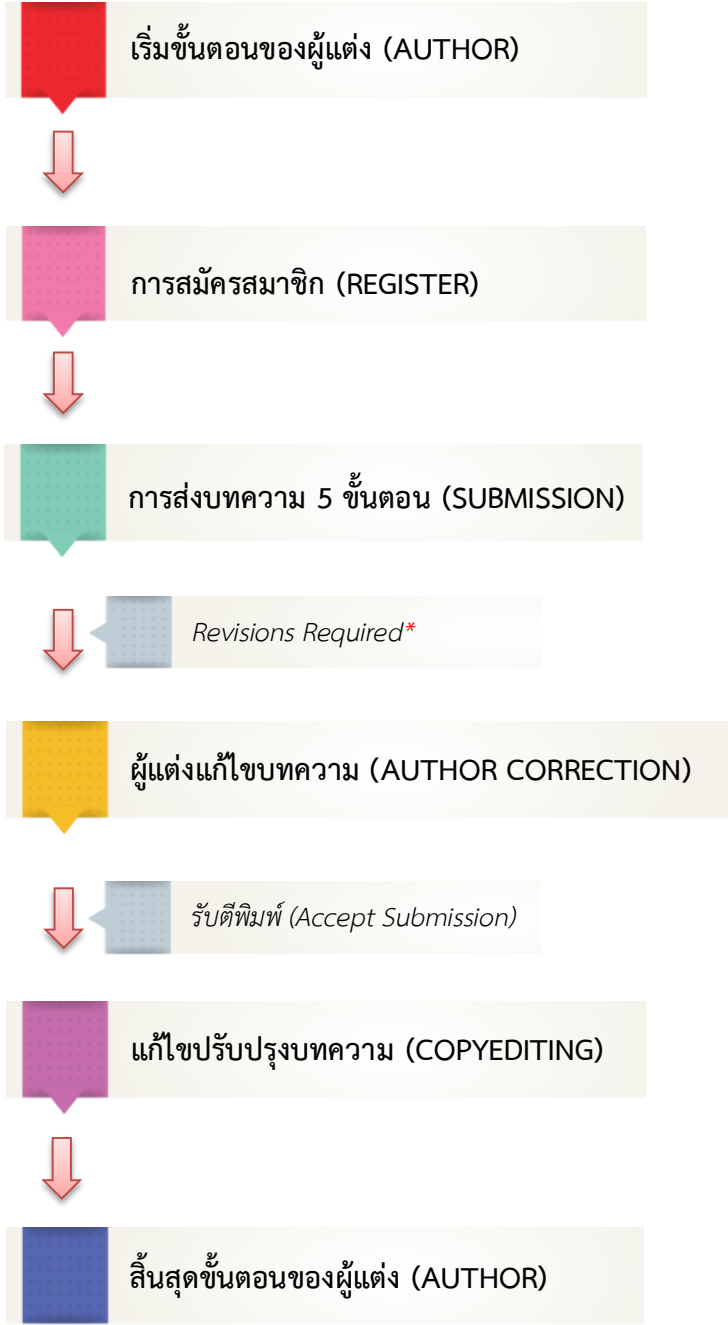 เริ่มขั้นตอนของผู้แต่ง (AUTHOR)
การสมัครสมาชิก (REGISTER)
การส่งบทความ 5 ขั้นตอน (SUBMISSION)
Revisions Required*
ผู้แต่งแก้ไขบทความ (AUTHOR CORRECTION)
รับตีพิมพ์ (Accept Submission)
แก้ไขปรับปรุงบทความ (COPYEDITING)
สิ้นสุดขั้นตอนของผู้แต่ง (AUTHOR)